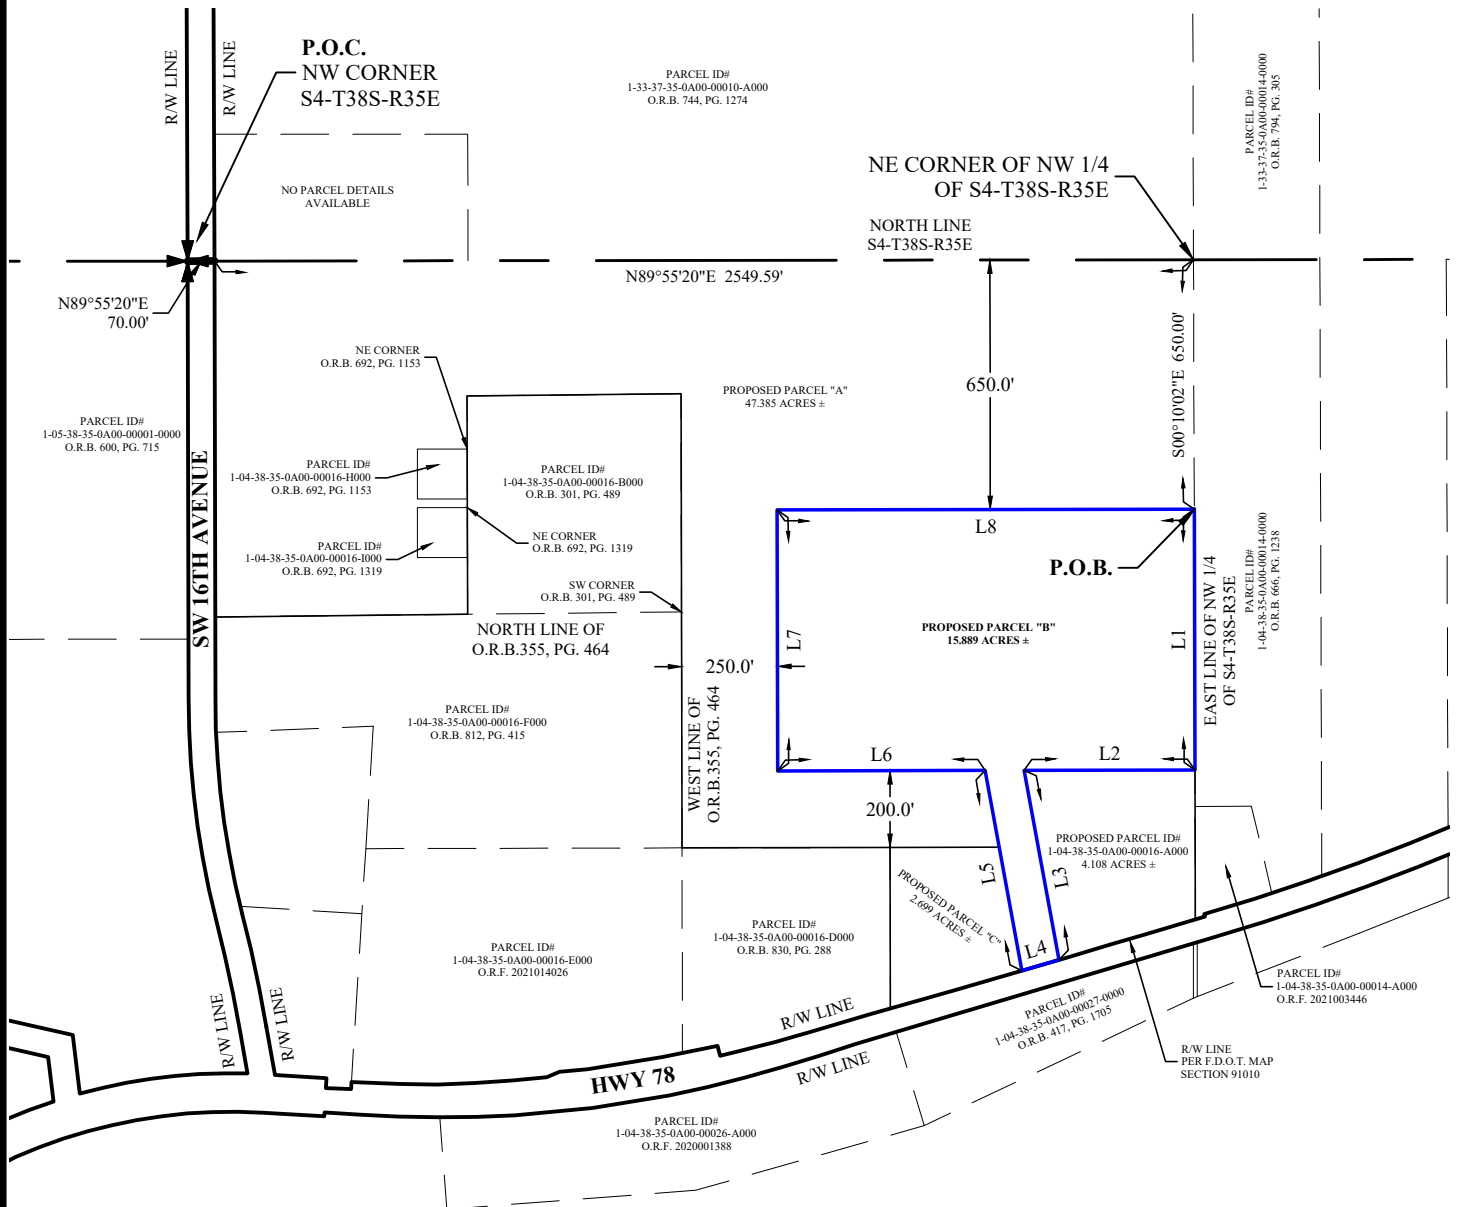 R/W LINE
R/W LINE
P.O.C.
NW CORNER
S4-T38S-R35E
PARCEL ID#
1-33-37-35-0A00-00010-A000
O.R.B. 744, PG. 1274
PARCEL ID#
1-33-37-35-0A00-00014-0000
O.R.B. 794, PG. 305
NO PARCEL DETAILS
AVAILABLE
NE CORNER OF NW 1/4
OF S4-T38S-R35E
NORTH LINE
S4-T38S-R35E
N89°55'20"E 2549.59'
N89°55'20"E
70.00'
S00°10'02"E 650.00'
NE CORNER
O.R.B. 692, PG. 1153
650.0'
PROPOSED PARCEL "A"
47.385 ACRES ±
PARCEL ID#
1-05-38-35-0A00-00001-0000
O.R.B. 600, PG. 715
SW 16TH AVENUE
PARCEL ID#
1-04-38-35-0A00-00016-H000
O.R.B. 692, PG. 1153
PARCEL ID#
1-04-38-35-0A00-00016-B000
O.R.B. 301, PG. 489
L8
NE CORNER
O.R.B. 692, PG. 1319
PARCEL ID#
1-04-38-35-0A00-00016-I000
O.R.B. 692, PG. 1319
P.O.B.
SW CORNER
O.R.B. 301, PG. 489
PARCEL ID#
1-04-38-35-0A00-00014-0000
O.R.B. 666, PG. 1238
EAST LINE OF NW 1/4
OF S4-T38S-R35E
NORTH LINE OF
O.R.B.355, PG. 464
L7
PROPOSED PARCEL "B"
15.889 ACRES ±
L1
250.0'
WEST LINE OF
O.R.B.355, PG. 464
PARCEL ID#
1-04-38-35-0A00-00016-F000
O.R.B. 812, PG. 415
L6
L2
200.0'
PROPOSED PARCEL ID#
1-04-38-35-0A00-00016-A000
4.108 ACRES ±
L5
L3
PROPOSED PARCEL "C"
2.699 ACRES ±
L4
PARCEL ID#
1-04-38-35-0A00-00016-D000
O.R.B. 830, PG. 288
PARCEL ID#
1-04-38-35-0A00-00016-E000
O.R.F. 2021014026
PARCEL ID#
1-04-38-35-0A00-00014-A000
O.R.F. 2021003446
R/W LINE
R/W LINE
R/W LINE
R/W LINE
PARCEL ID#
1-04-38-35-0A00-00027-0000
O.R.B. 417, PG. 1705
R/W LINE
PER F.D.O.T. MAP
SECTION 91010
HWY 78
PARCEL ID#
1-04-38-35-0A00-00026-A000
O.R.F. 2020001388